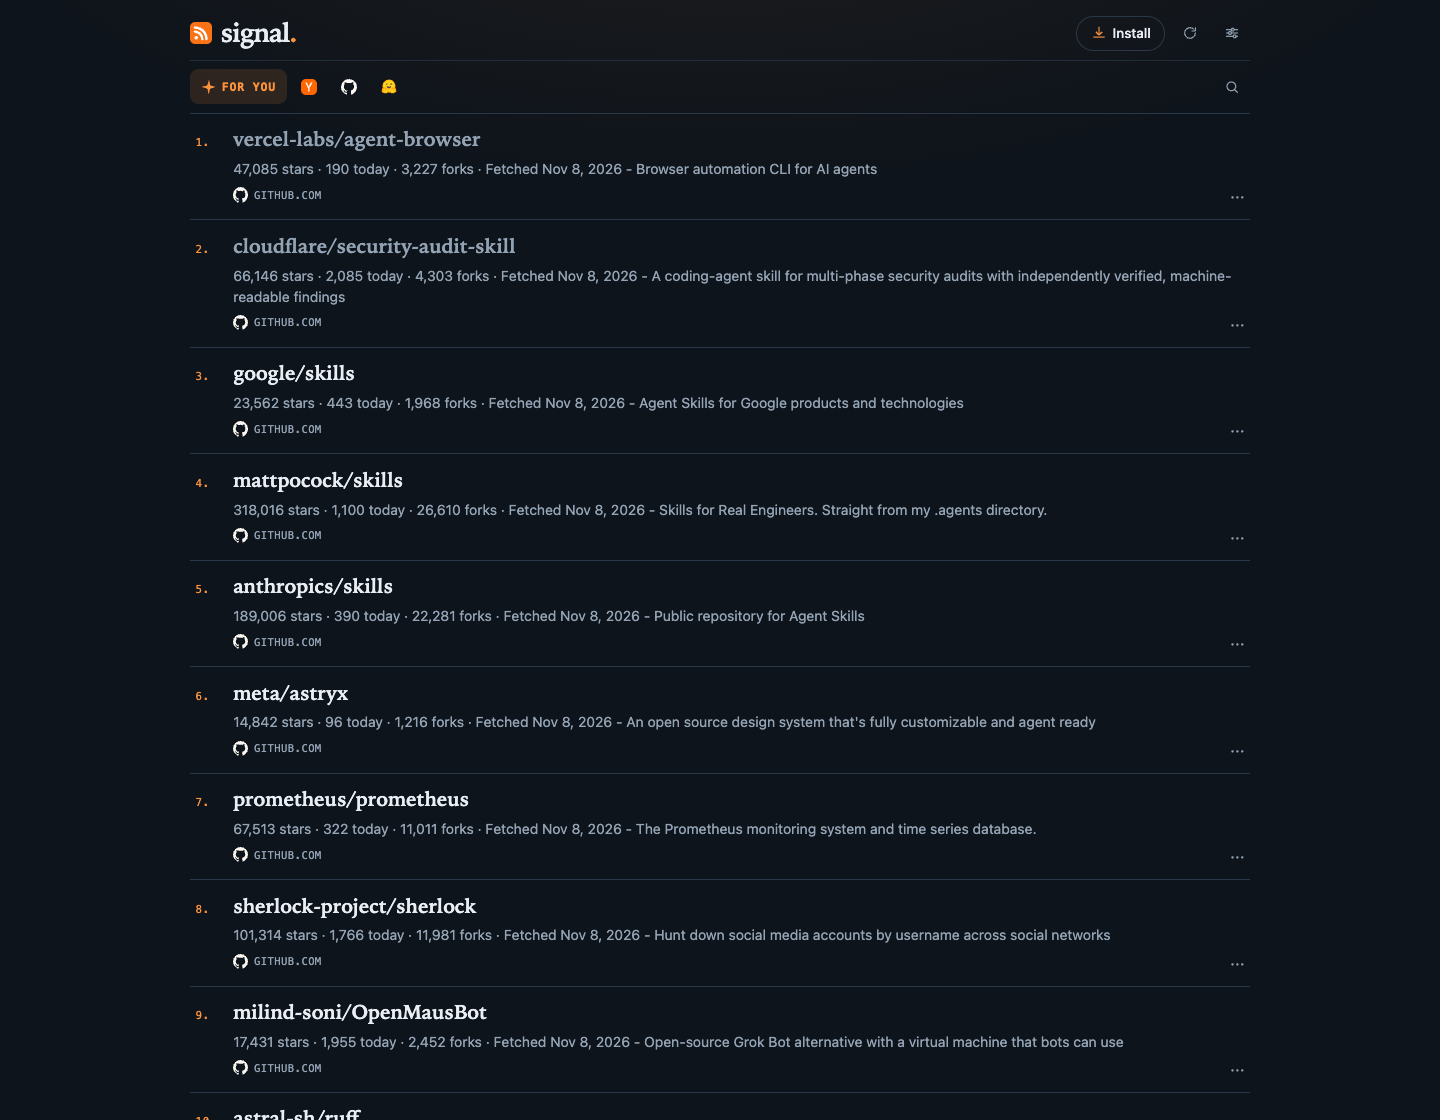 signal.
Install
FOR YOU
1.
vercel-labs/agent-browser
47,085 stars · 190 today · 3,227 forks · Fetched Nov 8, 2026 - Browser automation CLI for AI agents
GITHUB.COM
2.
cloudflare/security-audit-skill
66,146 stars · 2,085 today · 4,303 forks · Fetched Nov 8, 2026 - A coding-agent skill for multi-phase security audits with independently verified, machine-
readable findings
GITHUB.COM
3.
google/skills
23,562 stars · 443 today · 1,968 forks · Fetched Nov 8, 2026 - Agent Skills for Google products and technologies
GITHUB.COM
4.
mattpocock/skills
318,016 stars · 1,100 today · 26,610 forks · Fetched Nov 8, 2026 - Skills for Real Engineers. Straight from my .agents directory.
GITHUB.COM
5.
anthropics/skills
189,006 stars · 390 today · 22,281 forks · Fetched Nov 8, 2026 - Public repository for Agent Skills
GITHUB.COM
6.
meta/astryx
14,842 stars · 96 today · 1,216 forks · Fetched Nov 8, 2026 - An open source design system that's fully customizable and agent ready
GITHUB.COM
7.
prometheus/prometheus
67,513 stars · 322 today · 11,011 forks · Fetched Nov 8, 2026 - The Prometheus monitoring system and time series database.
GITHUB.COM
8.
sherlock-project/sherlock
101,314 stars · 1,766 today · 11,981 forks · Fetched Nov 8, 2026 - Hunt down social media accounts by username across social networks
GITHUB.COM
9.
milind-soni/OpenMausBot
17,431 stars · 1,955 today · 2,452 forks · Fetched Nov 8, 2026 - Open-source Grok Bot alternative with a virtual machine that bots can use
GITHUB.COM
10.
astral-sh/ruff